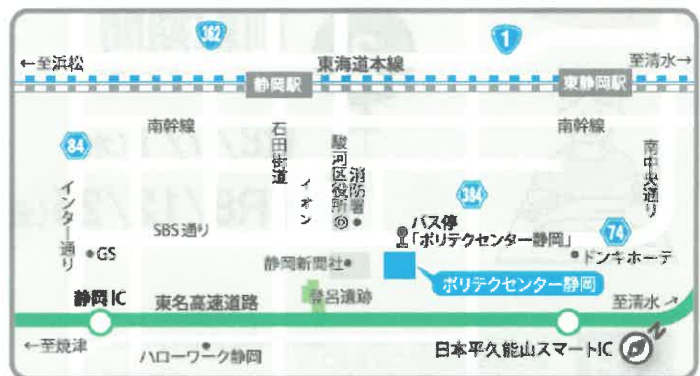 362
1
←至浜松
東海道本線
至清水→
静岡駅
東静岡駅
南幹線
南幹線
84
石田街道
駿河区役所◎
消防署
南中央通り
インター通り
イオン
384
SBS通り
バス停
「ポリテクセンター静岡」
74
GS
静岡新聞社
ドンキホーテ
ポリテクセンター静岡
静岡IC
東名高速道路
登呂遺跡
至清水→
←至焼津
ハローワーク静岡
日本平久能山スマートIC
N